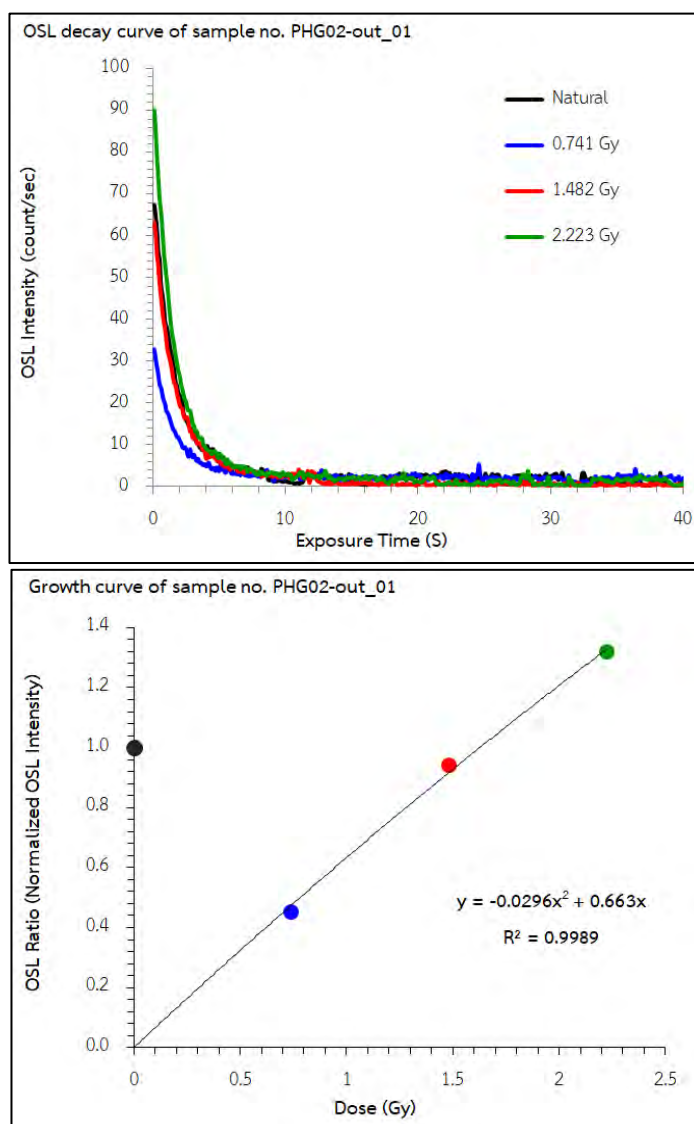 OSL decay curve of sample no. PHG02-out_01
OSL Intensity (count/sec)
100
90
80
70
60
50
40
30
20
10
0
Natural
0.741 Gy
1.482 Gy
2.223 Gy
0 10 20 30 40
Exposure Time (S)
Growth curve of sample no. PHG02-out_01
OSL Ratio (Normalized OSL Intensity)
1.4
1.2
1.0
0.8
0.6
0.4
0.2
0.0
y = -0.0296x² + 0.663x
R² = 0.9989
0 0.5 1 1.5 2 2.5
Dose (Gy)